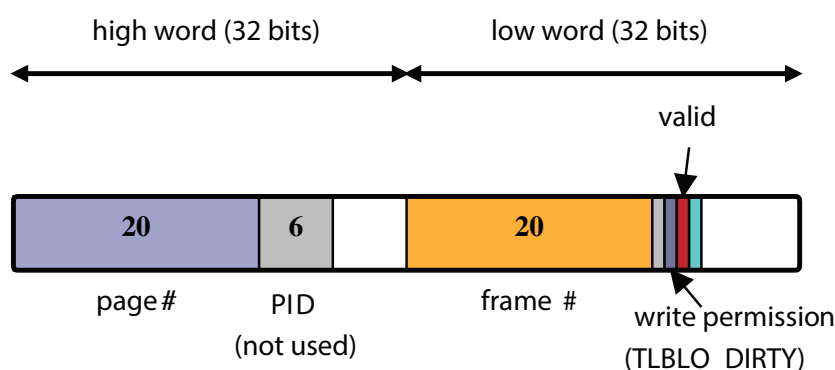 high word (32 bits) low word (32 bits)
valid
20 6 20
page # PID frame #
(not used)
write permission
(TLBLO DIRTY)